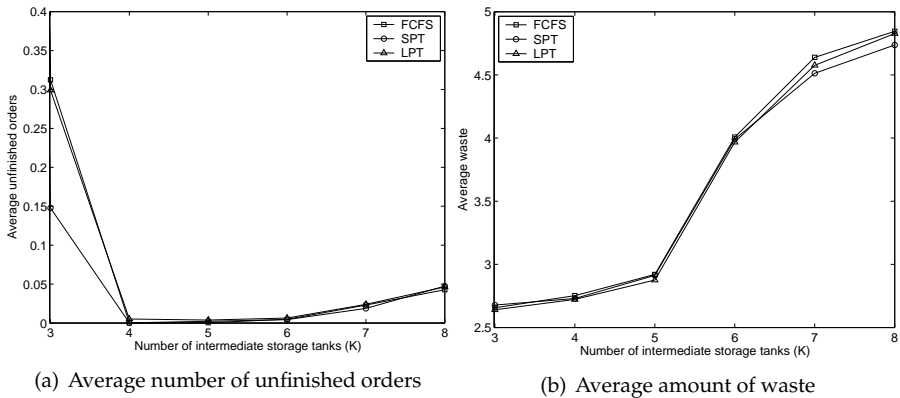 0.4
0.35
0.3
0.25
0.2
0.15
0.1
0.05
0
3
4
5
6
7
8
Average unfinished orders
Number of intermediate storage tanks (K)
FCFS
SPT
LPT
(a) Average number of unfinished orders
5
4.5
4
3.5
3
2.5
3
4
5
6
7
8
Average waste
Number of intermediate storage tanks (K)
FCFS
SPT
LPT
(b) Average amount of waste